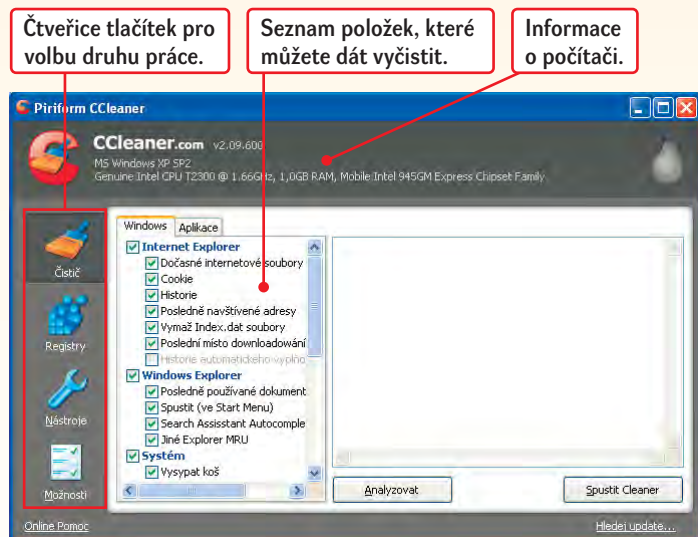 Čtveřice tlačítek pro
volbu druhu práce.
Seznam položek, které
můžete dát vyčistit.
Informace
o počítači.
Piriform CCleaner
CCleaner.com v2.09.600
MS Windows XP SP2
Genuine Intel CPU T2300 @ 1.66GHz, 1,0GB RAM, Mobile Intel 945GM Express Chipset Family
Čistič
Registry
Nástroje
Možnosti
Windows Aplikace
Internet Explorer
Dočasné internetové soubory
Cookie
Historie
Posledně navštívené adresy
Vymaž Index.dat soubory
Poslední místo downloadování
Historie automatického vyplňo
Windows Explorer
Posledně používané dokument
Spustit (ve Start Menu)
Search Assisstant Autocomple
Jiné Explorer MRU
Systém
Vysypat koš
Analyzovat
Spustit Cleaner
Online Pomoc
Hledej update...